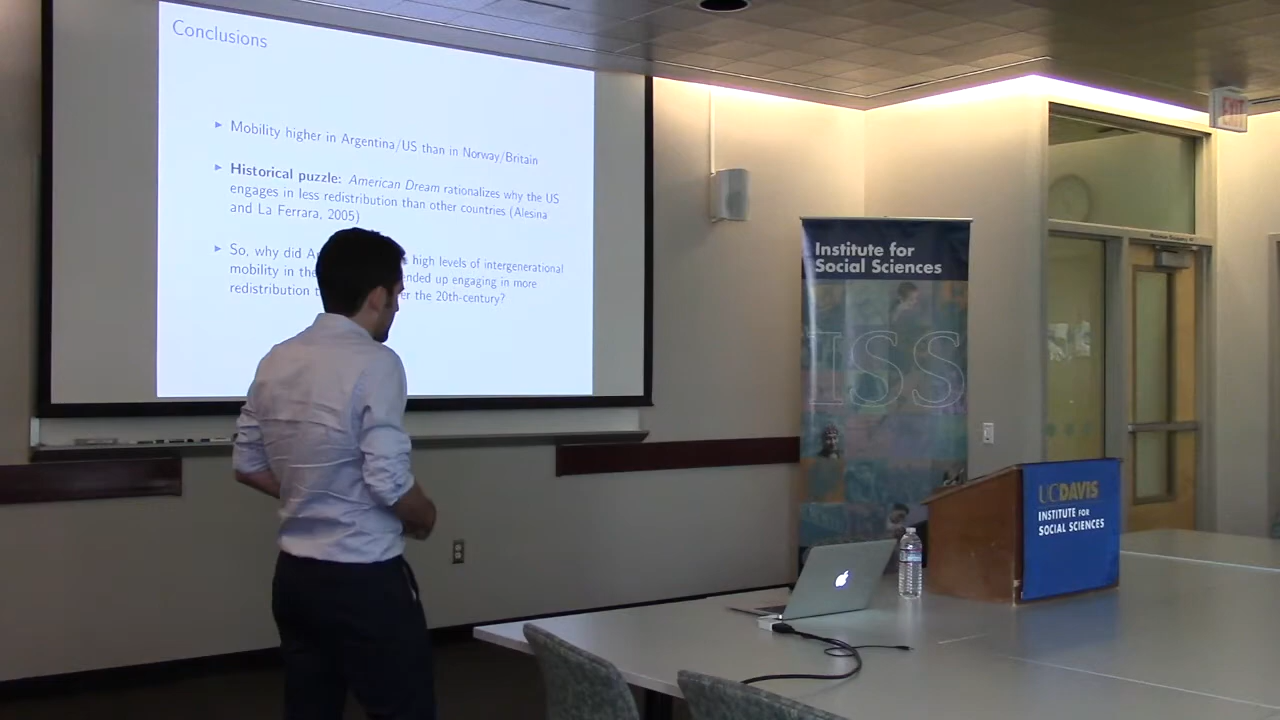 Conclusions
▸ Mobility higher in Argentina/US than in Norway/Britain
▸ Historical puzzle: American Dream rationalizes why the US
engages in less redistribution than other countries (Alesina
and La Ferrara, 2005)
▸ So, why did high levels of intergenerational
mobility in the ended up engaging in more
redistribution the 20th-century?
Institute for
Social Sciences
ISS
EXIT
UCDAVIS
INSTITUTE FOR
SOCIAL SCIENCES